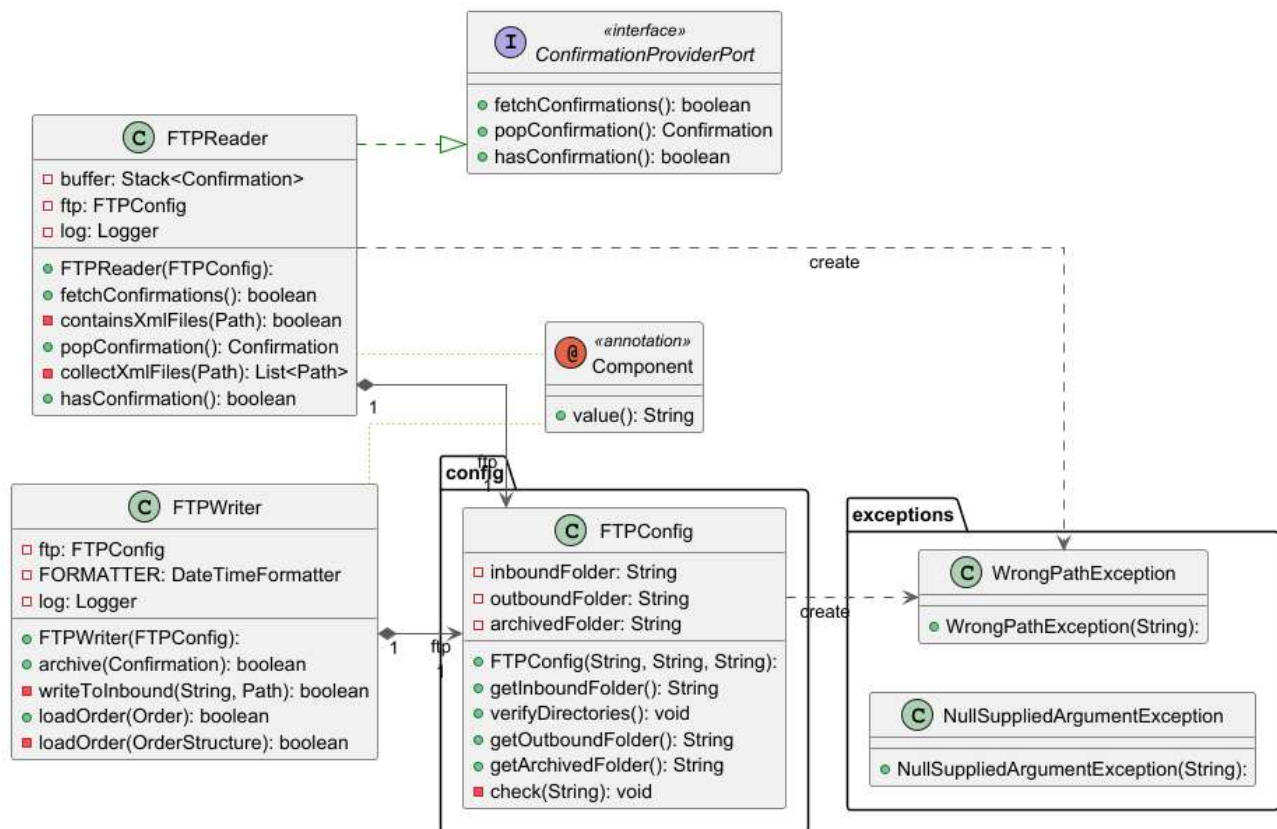 «interface»
I
ConfirmationProviderPort
fetchConfirmations(): boolean
popConfirmation(): Confirmation
hasConfirmation(): boolean
C
FTPReader
buffer: Stack<Confirmation>
ftp: FTPConfig
log: Logger
FTPReader(FTPConfig):
fetchConfirmations(): boolean
containsXmlFiles(Path): boolean
popConfirmation(): Confirmation
collectXmlFiles(Path): List<Path>
hasConfirmation(): boolean
create
«annotation»
@
Component
value(): String
1
ftp
1
config
C
FTPWriter
ftp: FTPConfig
FORMATTER: DateTimeFormatter
log: Logger
FTPWriter(FTPConfig):
archive(Confirmation): boolean
writeToInbound(String, Path): boolean
loadOrder(Order): boolean
loadOrder(OrderStructure): boolean
1
ftp
1
C
FTPConfig
inboundFolder: String
outboundFolder: String
archivedFolder: String
FTPConfig(String, String, String):
getInboundFolder(): String
verifyDirectories(): void
getOutboundFolder(): String
getArchivedFolder(): String
check(String): void
create
exceptions
C
WrongPathException
WrongPathException(String):
C
NullSuppliedArgumentException
NullSuppliedArgumentException(String):